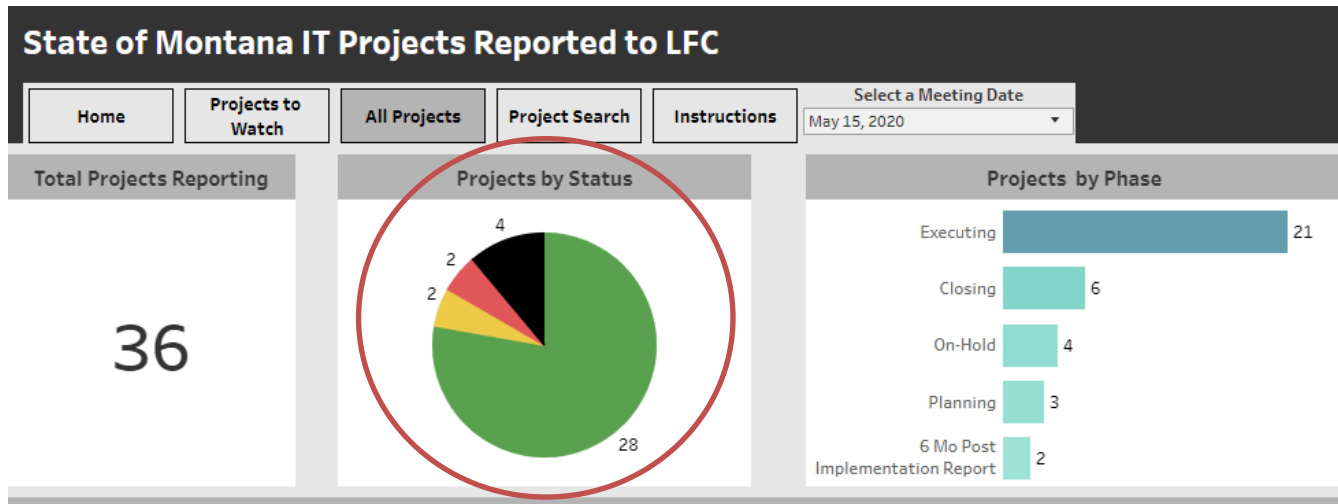 State of Montana IT Projects Reported to LFC
Home
Projects to
Watch
All Projects
Project Search
Instructions
Select a Meeting Date
May 15, 2020
Total Projects Reporting
36
Projects by Status
4
2
2
28
Projects by Phase
Executing
21
Closing
6
On-Hold
4
Planning
3
6 Mo Post
Implementation Report
2